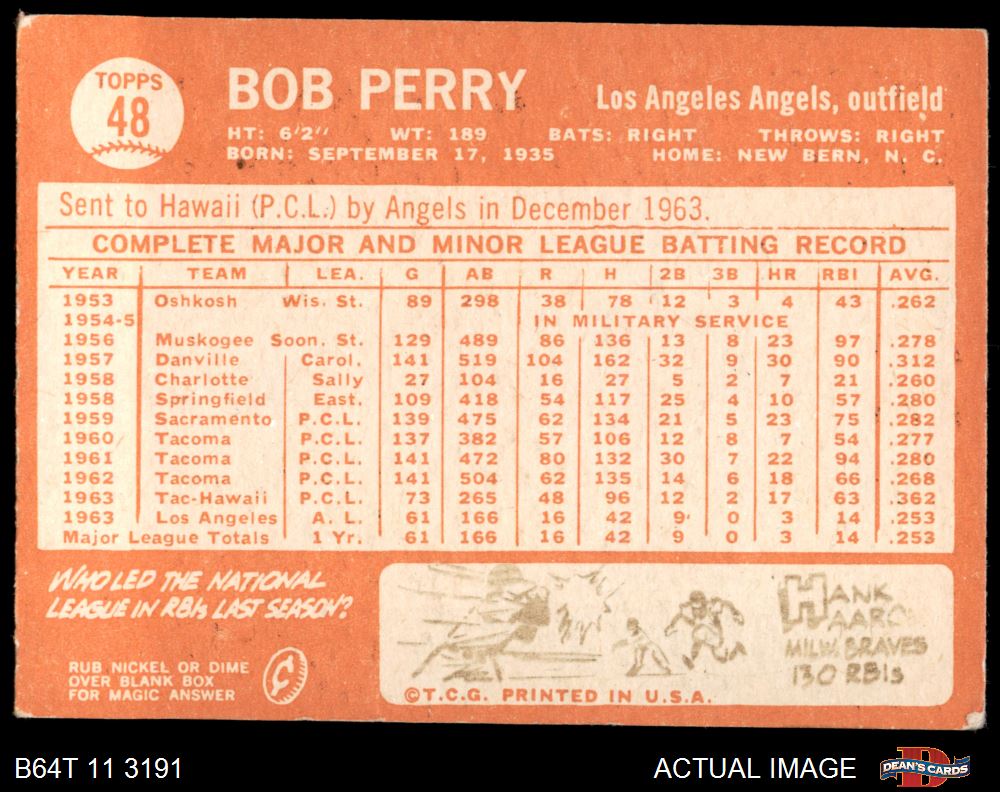 TOPPS
48
BOB PERRY
Los Angeles Angels, outfield
HT: 6'2" WT: 189 BATS: RIGHT THROWS: RIGHT
BORN: SEPTEMBER 17, 1935 HOME: NEW BERN, N. C.
Sent to Hawaii (P.C.L.) by Angels in December 1963.
COMPLETE MAJOR AND MINOR LEAGUE BATTING RECORD
YEAR TEAM LEA. G AB R H 2B 3B HR RBI AVG.
1953 Oshkosh Wis. St. 89 298 38 78 12 3 4 43 .262
1954-5 IN MILITARY SERVICE
1956 Muskogee Soon. St. 129 489 86 136 13 8 23 97 .278
1957 Danville Carol. 141 519 104 162 32 9 30 90 .312
1958 Charlotte Sally 27 104 16 27 5 2 7 21 .260
1958 Springfield East. 109 418 54 117 25 4 10 57 .280
1959 Sacramento P.C.L. 139 475 62 134 21 5 23 75 .282
1960 Tacoma P.C.L. 137 382 57 106 12 8 7 54 .277
1961 Tacoma P.C.L. 141 472 80 132 30 7 22 94 .280
1962 Tacoma P.C.L. 141 504 62 135 14 6 18 66 .268
1963 Tac-Hawaii P.C.L. 73 265 48 96 12 2 17 63 .362
1963 Los Angeles A. L. 61 166 16 42 9 0 3 14 .253
Major League Totals 1 Yr. 61 166 16 42 9 0 3 14 .253
WHO LED THE NATIONAL
LEAGUE IN RBIs LAST SEASON?
RUB NICKEL OR DIME
OVER BLANK BOX
FOR MAGIC ANSWER
HANK
AARO
MILW. BRAVES
130 RBIs
©T.C.G. PRINTED IN U.S.A.
B64T 11 3191
ACTUAL IMAGE
D
DEAN'S CARDS